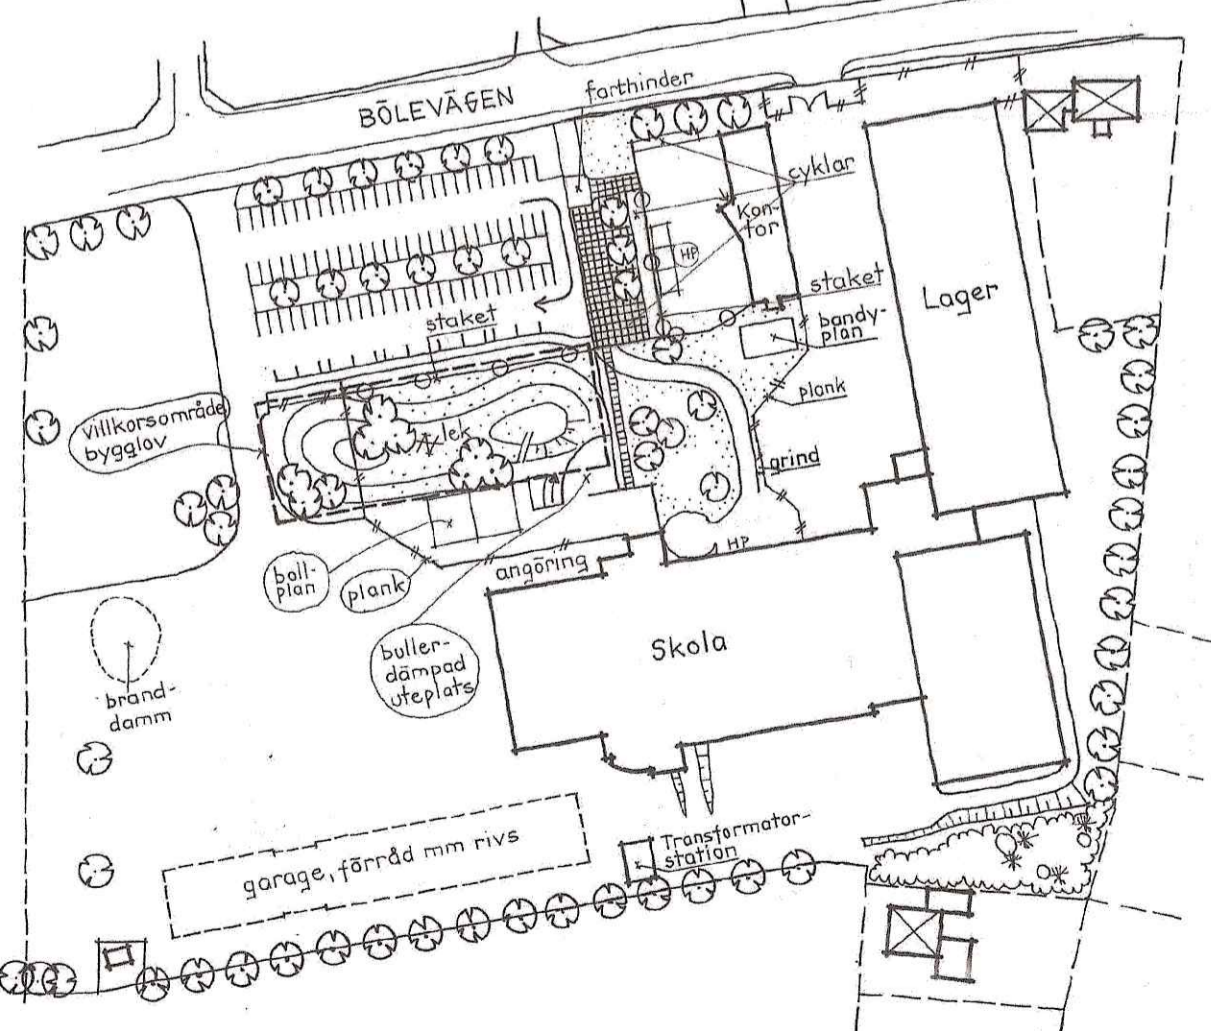 farthinder
BÖLEVÄGEN
cyklar
Kon-
tor
HP
staket
Lager
staket
bandy-
plan
plank
villkorsområde
bygglov
lek
grind
HP
angöring
boll-
plan
plank
Skola
buller-
dämpad
uteplats
brand-
damm
Transformator-
station
garage, förråd mm rivs